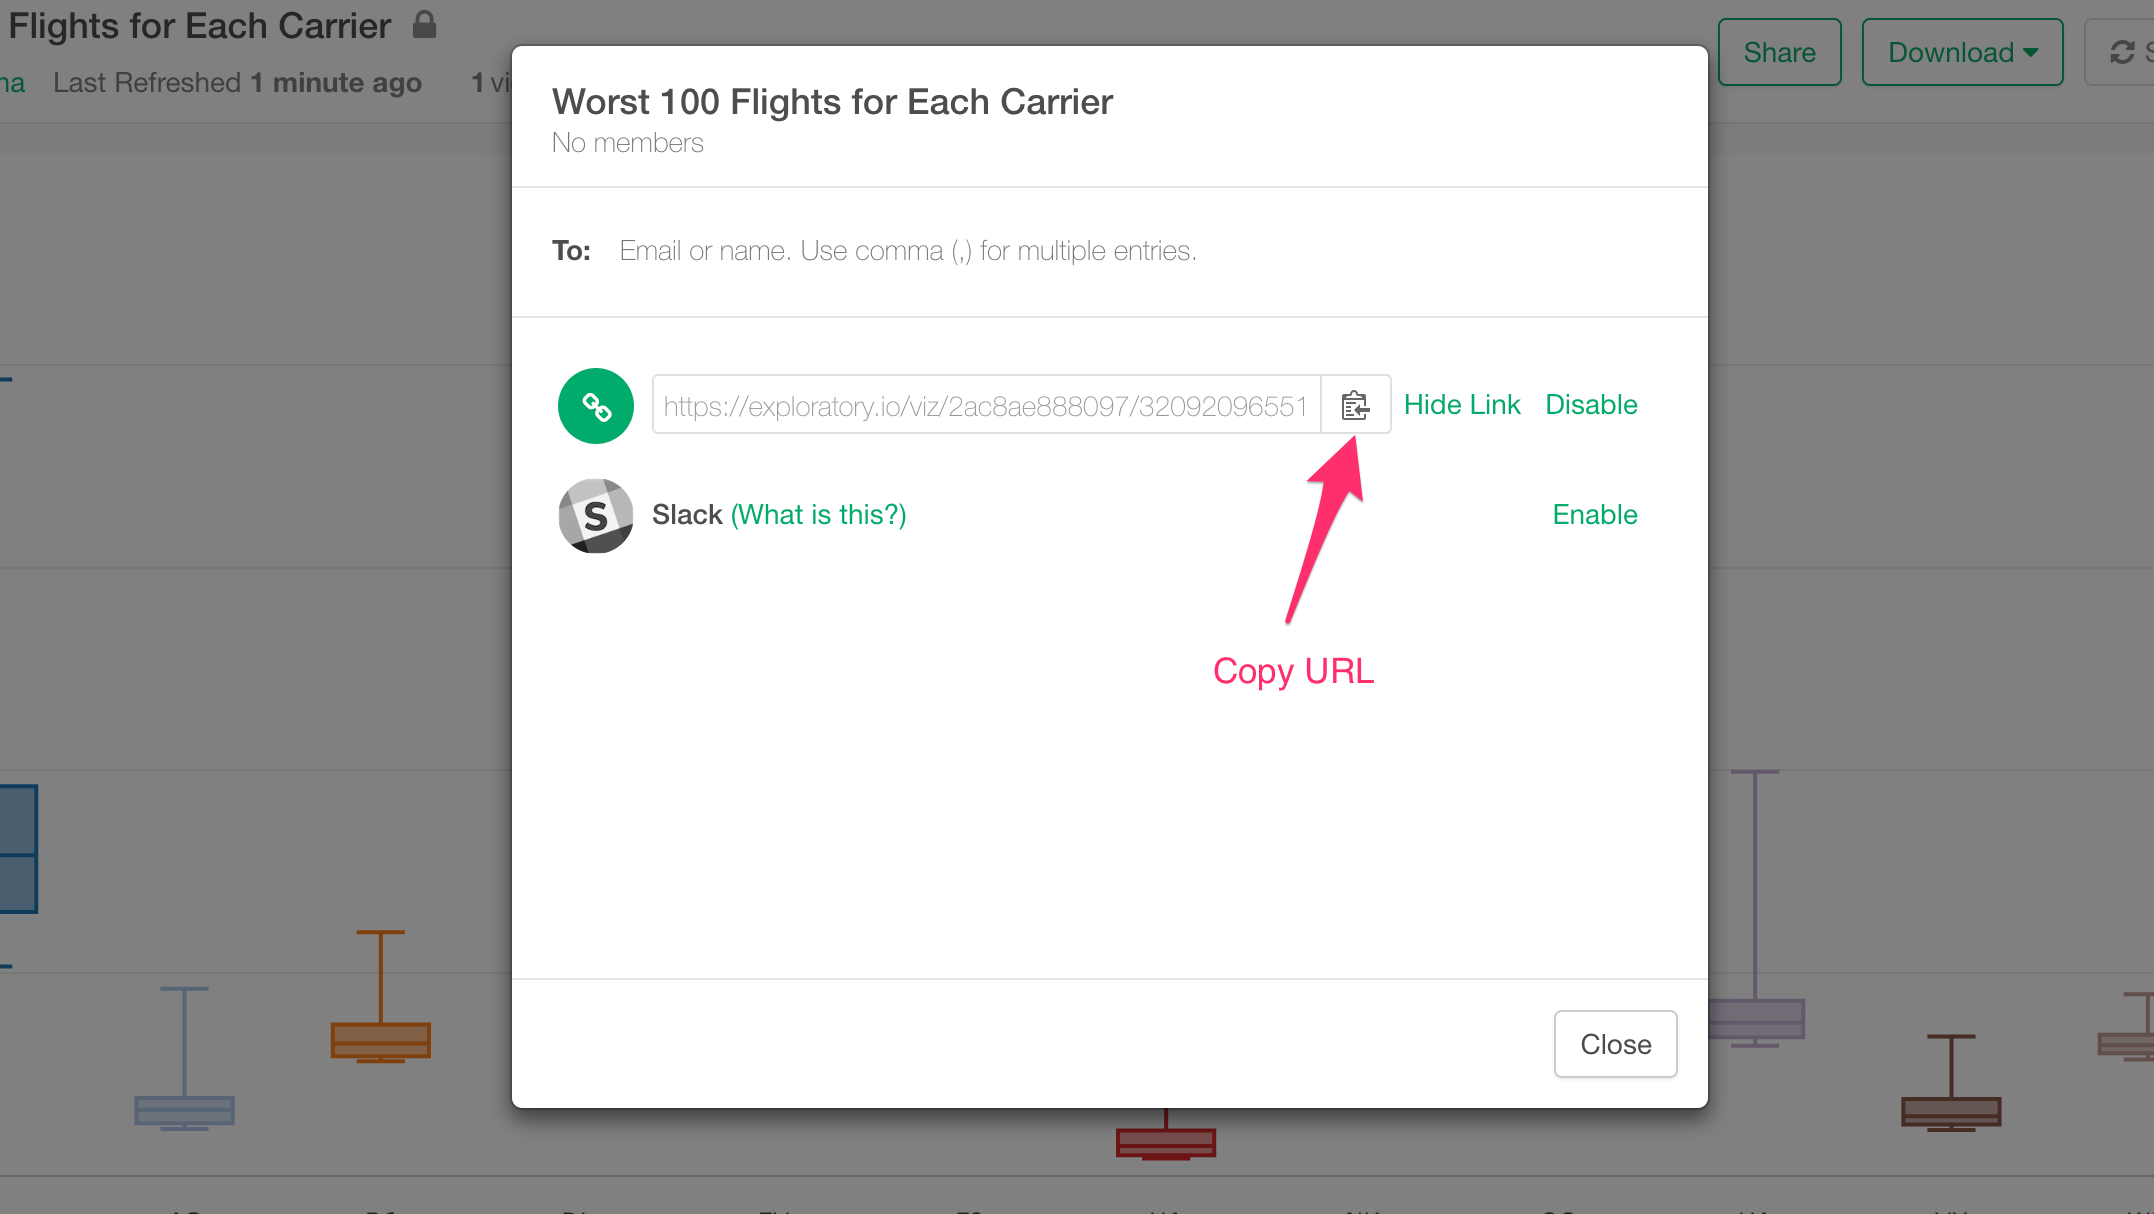 Flights for Each Carrier
na Last Refreshed 1 minute ago 1 vi
Share
Download
Worst 100 Flights for Each Carrier
No members
To: Email or name. Use comma (,) for multiple entries.
https://exploratory.io/viz/2ac8ae888097/32092096551
Hide Link
Disable
S
Slack (What is this?)
Enable
Copy URL
Close